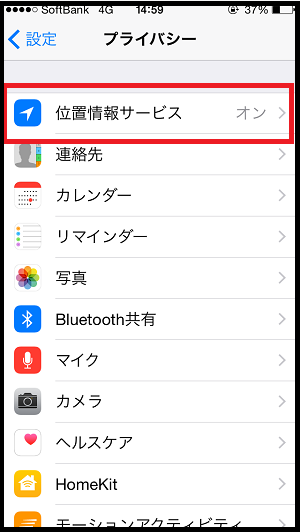 SoftBank 4G 14:59 37%
設定 プライバシー
位置情報サービス オン
連絡先
カレンダー
リマインダー
写真
Bluetooth共有
マイク
カメラ
ヘルスケア
HomeKit
モーションアクティビティ